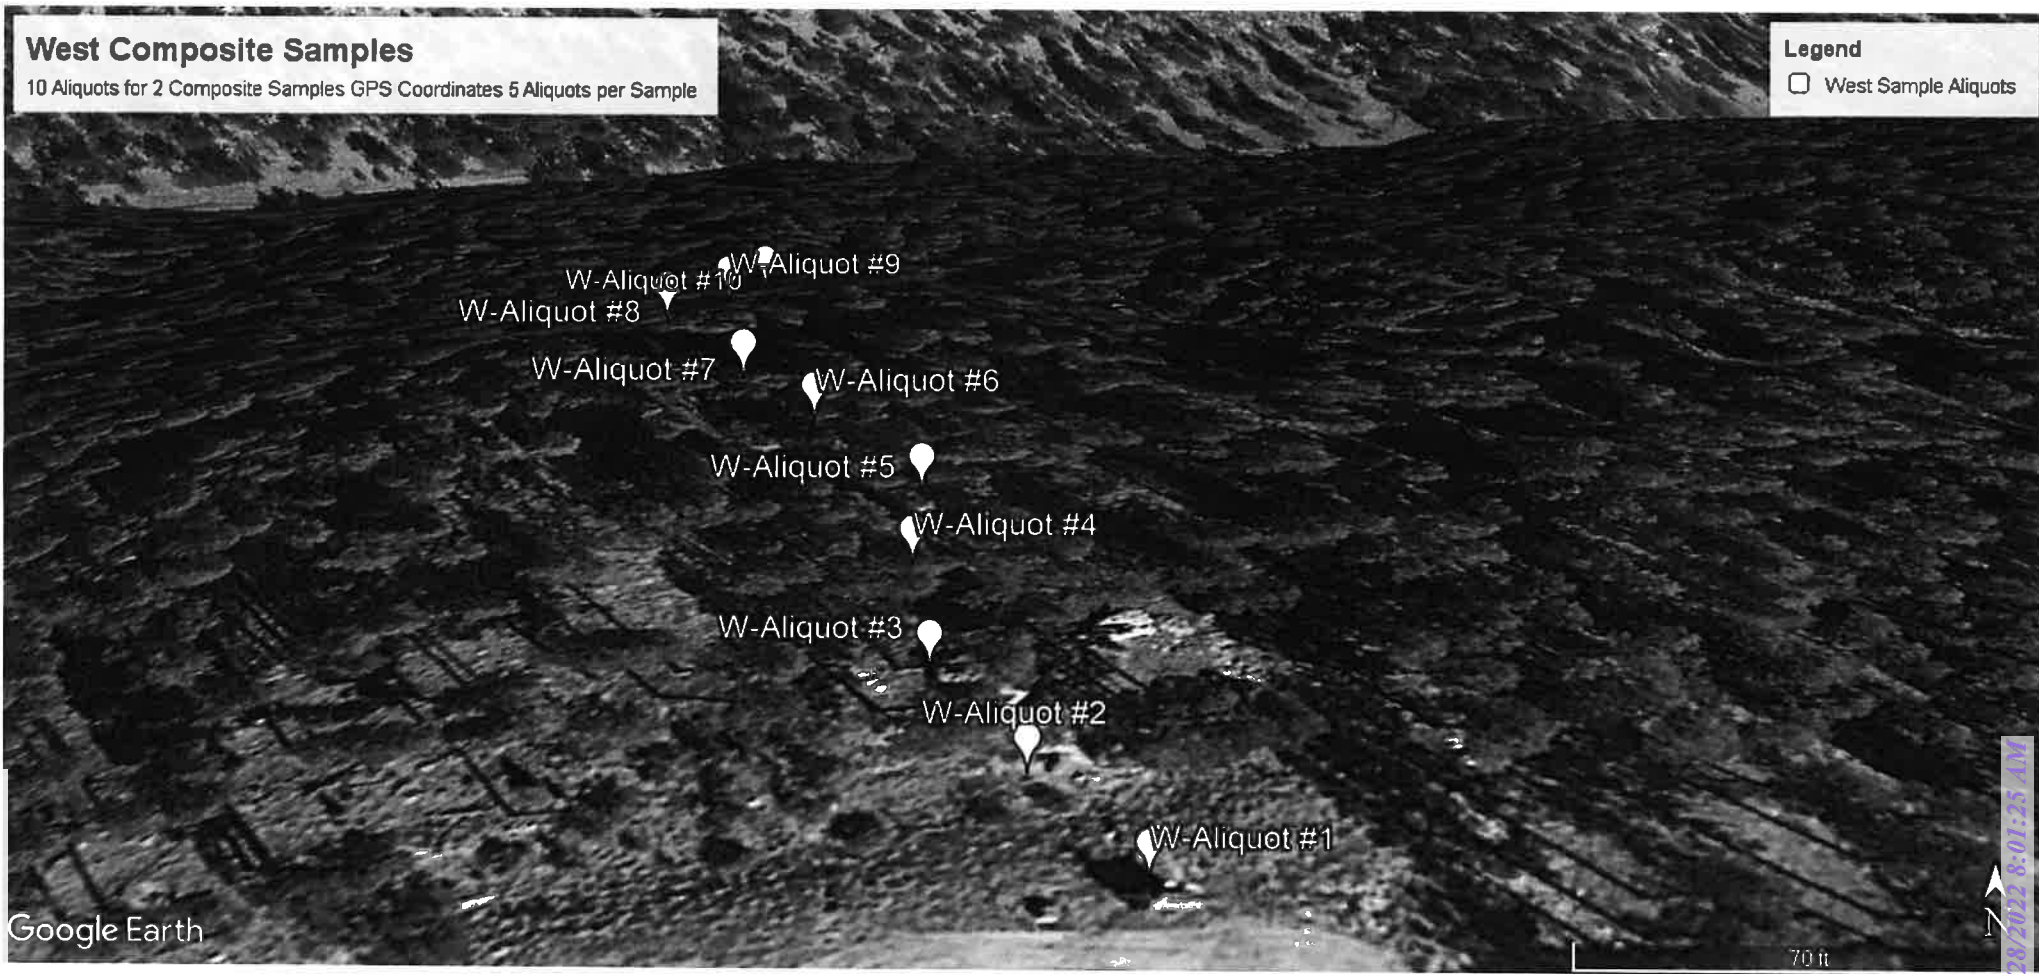 West Composite Samples
10 Aliquots for 2 Composite Samples GPS Coordinates 5 Aliquots per Sample
Legend
West Sample Aliquots
W-Aliquot #9
W-Aliquot #10
W-Aliquot #8
W-Aliquot #7
W-Aliquot #6
W-Aliquot #5
W-Aliquot #4
W-Aliquot #3
W-Aliquot #2
W-Aliquot #1
Google Earth
N
70 ft
28/2022 8:01:25 AM